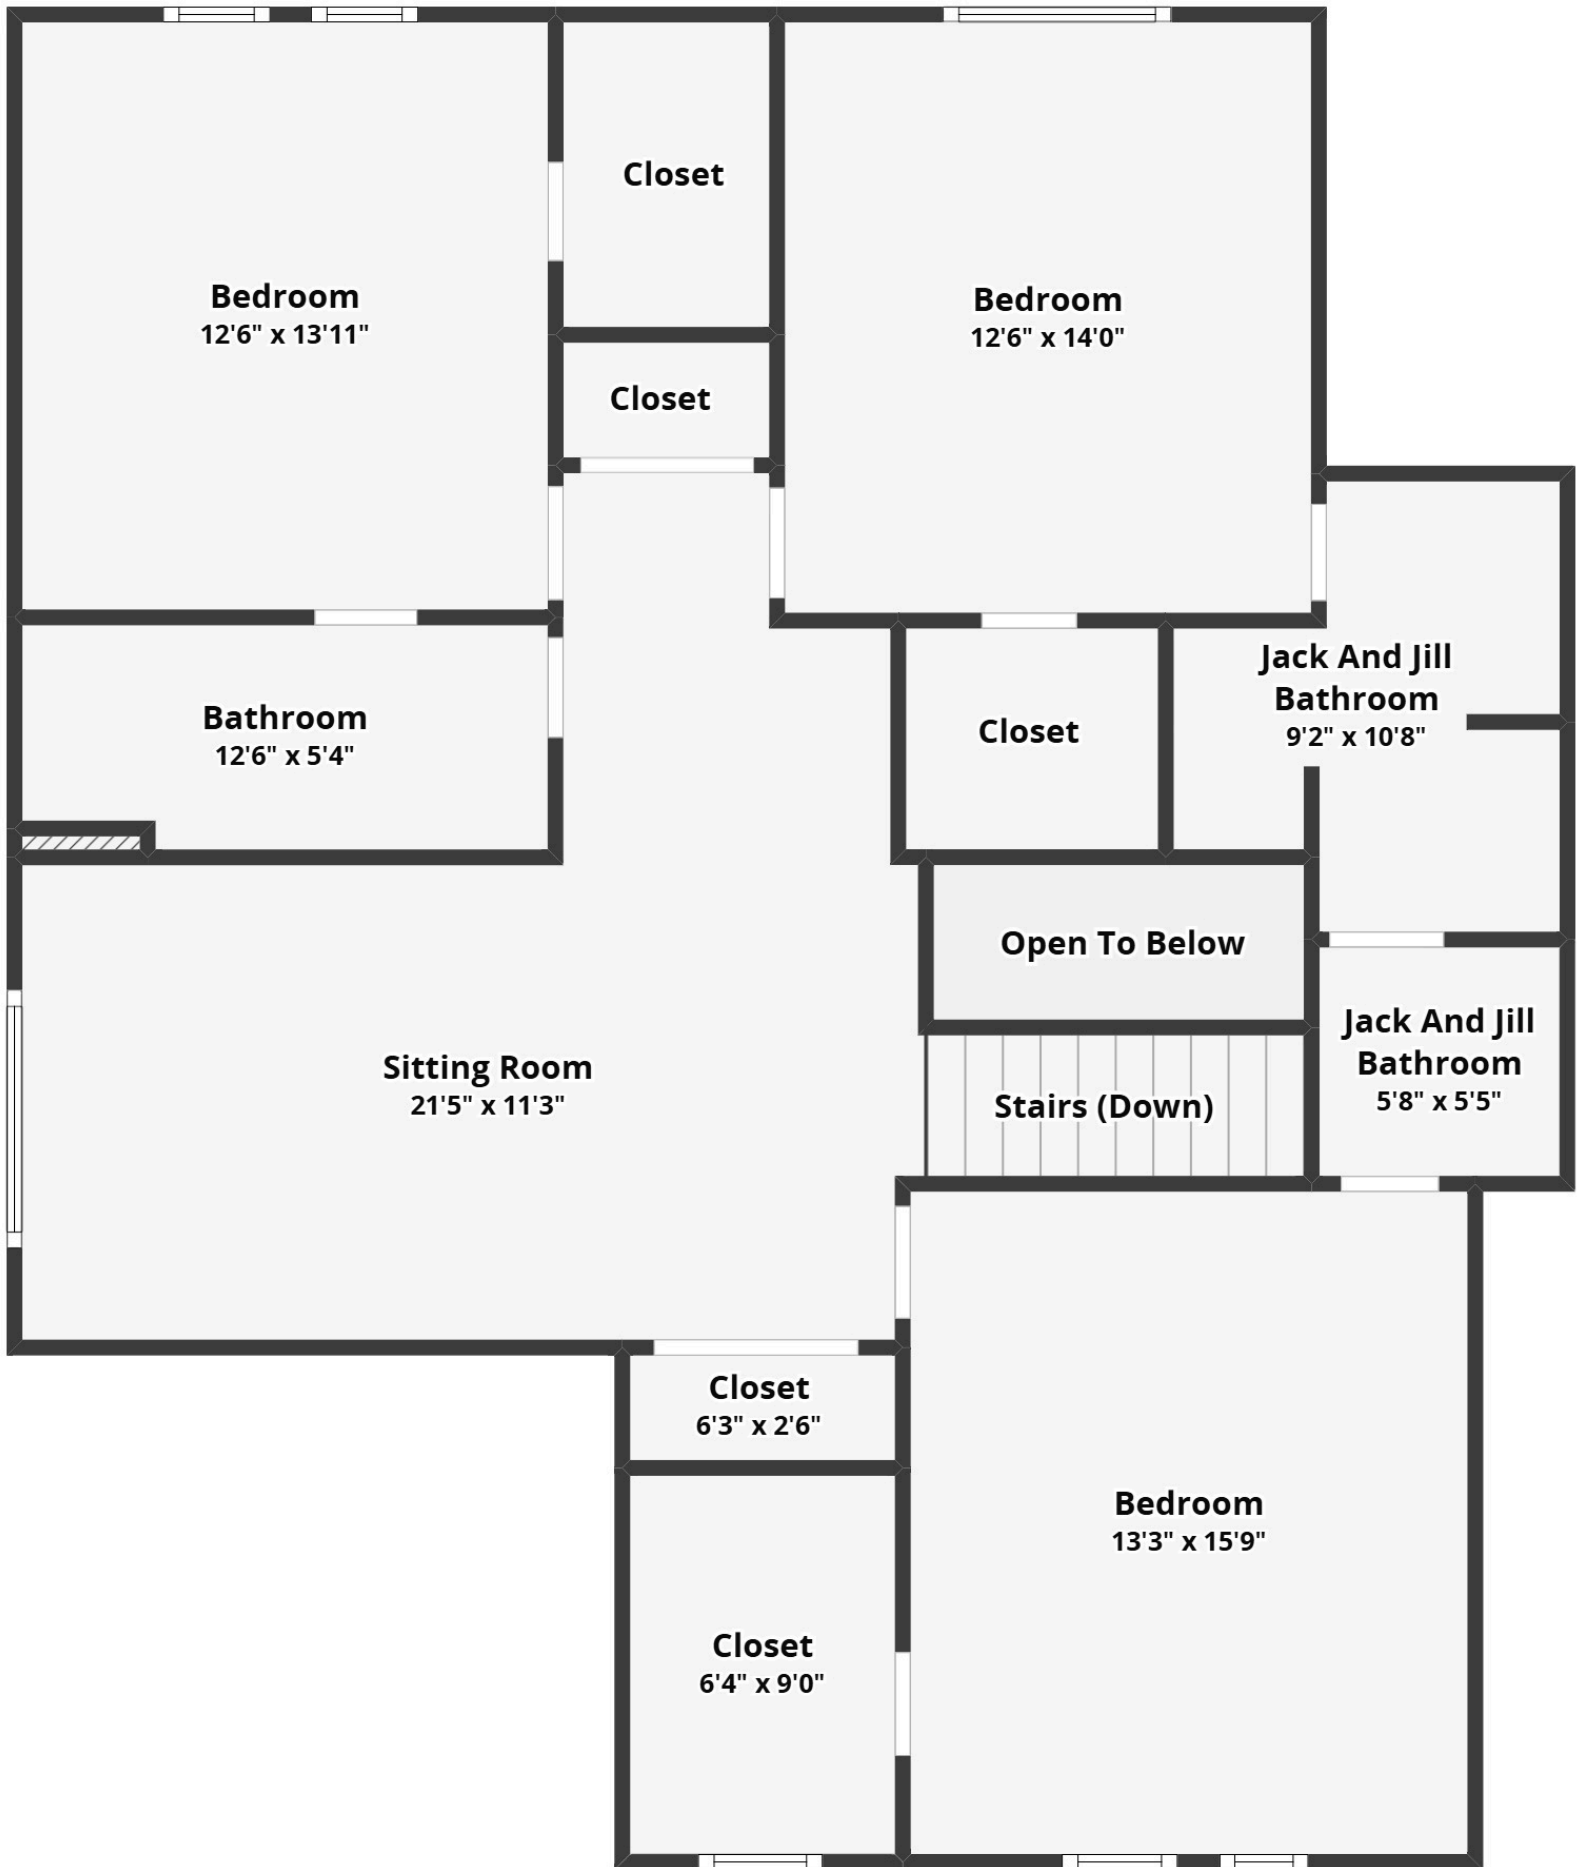 Closet
Bedroom
12'6" x 13'11"
Bedroom
12'6" x 14'0"
Closet
Jack And Jill
Bathroom
9'2" x 10'8"
Bathroom
12'6" x 5'4"
Closet
Open To Below
Jack And Jill
Bathroom
5'8" x 5'5"
Sitting Room
21'5" x 11'3"
Stairs (Down)
Closet
6'3" x 2'6"
Bedroom
13'3" x 15'9"
Closet
6'4" x 9'0"